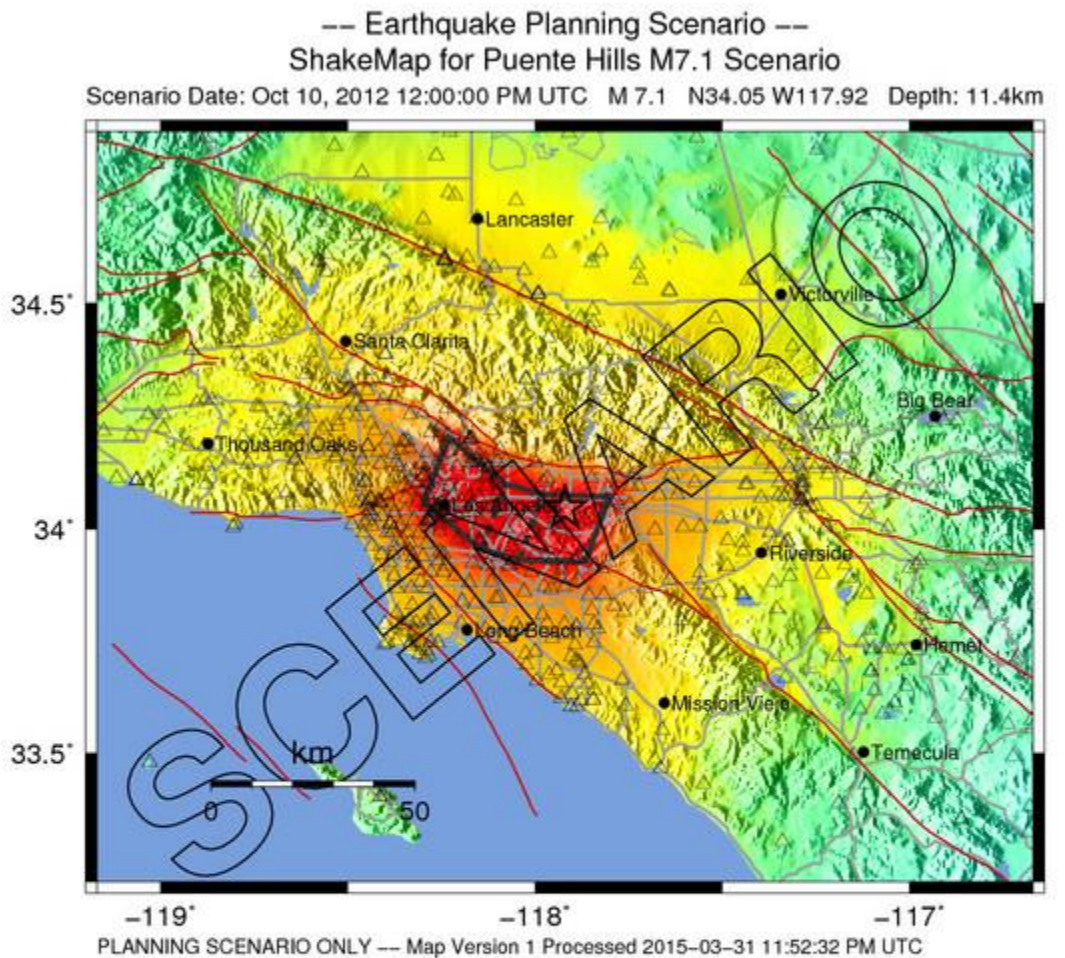 -- Earthquake Planning Scenario --
ShakeMap for Puente Hills M7.1 Scenario
Scenario Date: Oct 10, 2012 12:00:00 PM UTC M 7.1 N34.05 W117.92 Depth: 11.4km
Lancaster
34.5°
Victorville
Santa Clarita
Big Bear
Thousand Oaks
Los Angeles
34°
Riverside
Long Beach
Hemet
Mission Viejo
33.5°
Temecula
km
0 50
SCENARIO
-119° -118° -117°
PLANNING SCENARIO ONLY -- Map Version 1 Processed 2015-03-31 11:52:32 PM UTC